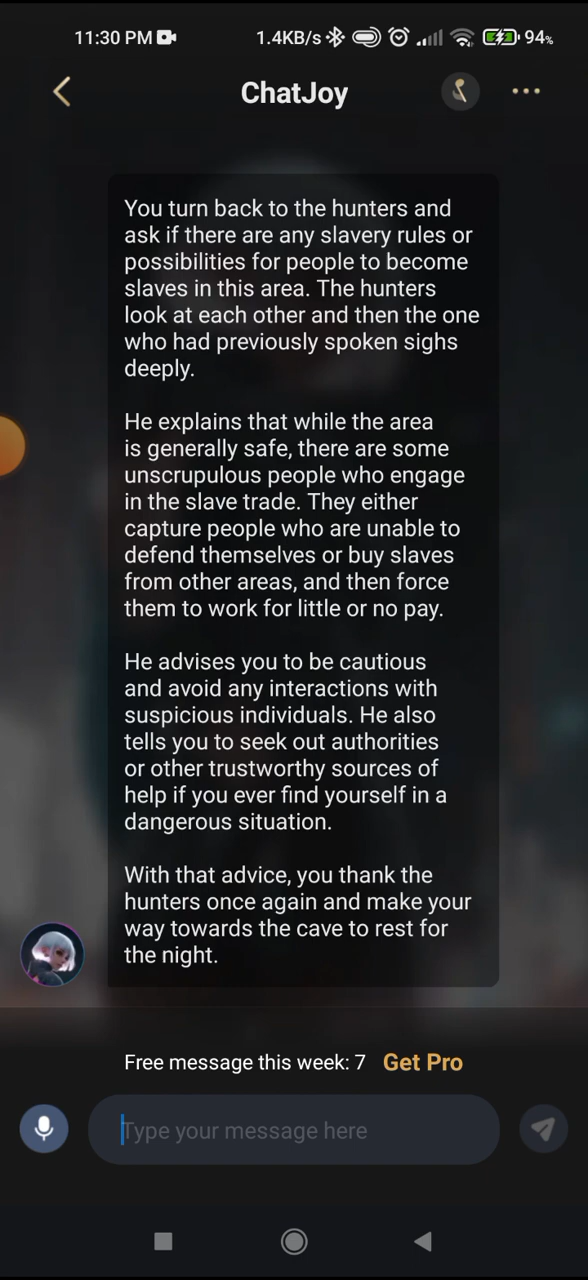 11:30 PM
1.4KB/s
94%
ChatJoy
You turn back to the hunters and
ask if there are any slavery rules or
possibilities for people to become
slaves in this area. The hunters
look at each other and then the one
who had previously spoken sighs
deeply.
He explains that while the area
is generally safe, there are some
unscrupulous people who engage
in the slave trade. They either
capture people who are unable to
defend themselves or buy slaves
from other areas, and then force
them to work for little or no pay.
He advises you to be cautious
and avoid any interactions with
suspicious individuals. He also
tells you to seek out authorities
or other trustworthy sources of
help if you ever find yourself in a
dangerous situation.
With that advice, you thank the
hunters once again and make your
way towards the cave to rest for
the night.
Free message this week: 7 Get Pro
Type your message here